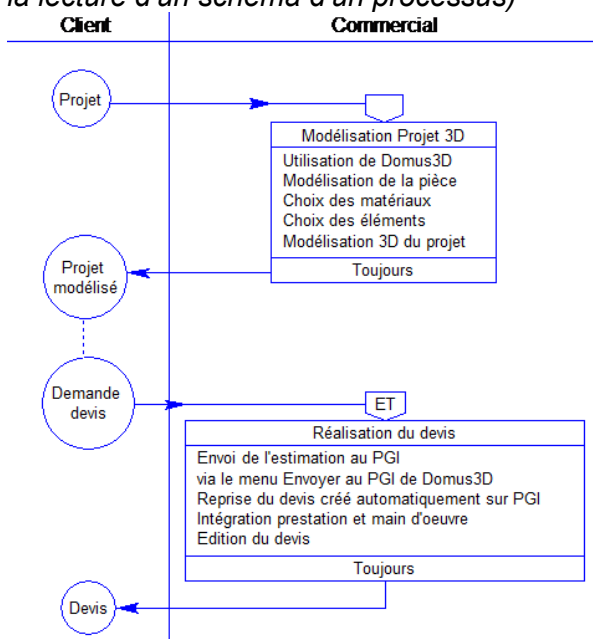 la lecture d'un schéma d'un processus)
Client
Commercial
Projet
Modélisation Projet 3D
Utilisation de Domus3D
Modélisation de la pièce
Choix des matériaux
Choix des éléments
Modélisation 3D du projet
Toujours
Projet
modélisé
Demande
devis
ET
Réalisation du devis
Envoi de l'estimation au PGI
via le menu Envoyer au PGI de Domus3D
Reprise du devis créé automatiquement sur PGI
Intégration prestation et main d'oeuvre
Edition du devis
Toujours
Devis